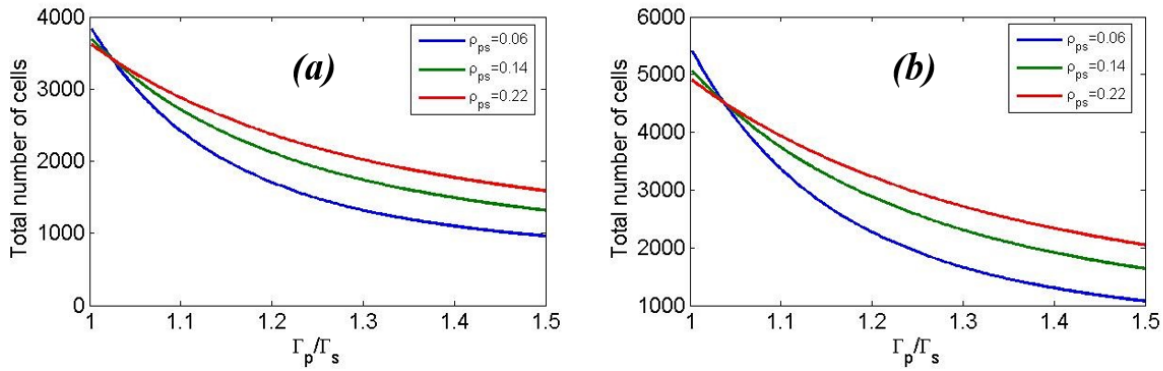 4000
3000
2000
1000
0
Total number of cells
(a)
ρps=0.06
ρps=0.14
ρps=0.22
1 1.1 1.2 1.3 1.4 1.5
Γp/Γs
6000
5000
4000
3000
2000
1000
Total number of cells
(b)
ρps=0.06
ρps=0.14
ρps=0.22
1 1.1 1.2 1.3 1.4 1.5
Γp/Γs